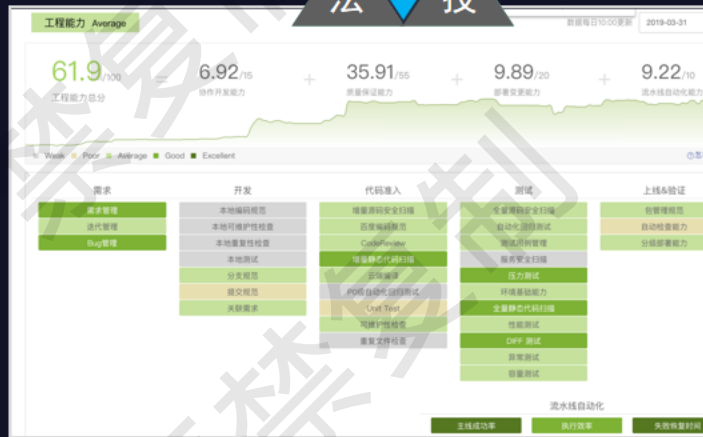 法 技
工程能力 Average
数据每日10:00更新 2019-03-31
61.9/100 = 6.92/15 + 35.91/55 + 9.89/20 + 9.22/10
工程能力总分 协作开发能力 质量保证能力 部署变更能力 流水线自动化能力
Weak Poor Average Good Excellent
需求 开发 代码准入 测试 上线&验证
需求管理 本地编码规范 增量源码安全扫描 全量源码安全扫描 包管理规范
迭代管理 本地可维护性检查 百度编码规范 自动化回归测试 自动检查能力
Bug管理 本地重复性检查 CodeReview 测试用例管理 分级部署能力
本地测试 增量静态代码扫描 服务安全扫描
分支规范 云端编译 压力测试
提交规范 PC级自动化回归测试 环境基础能力
关联需求 Unit Test 全量静态代码扫描
可维护性检查 性能测试
重复文件检查 DIFF 测试
异常测试
容量测试
流水线自动化
主线成功率 执行效率 失败恢复时间
禁复制
禁